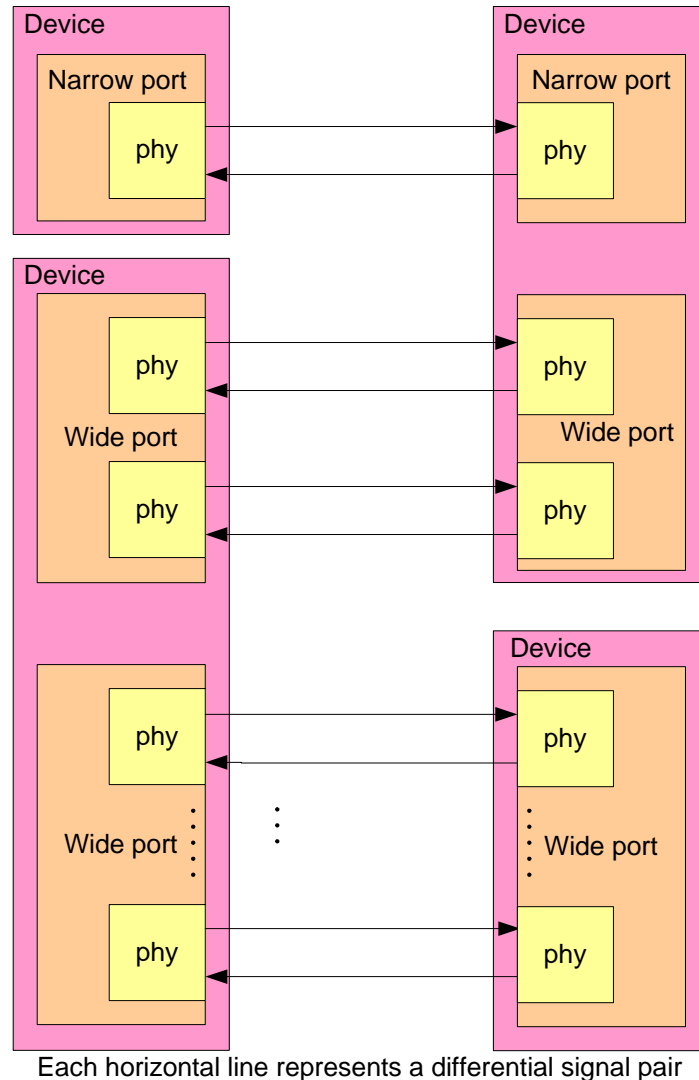 Device
Narrow port
phy
Device
Narrow port
phy
Device
phy
Wide port
phy
phy
Wide port
phy
phy
Wide port
phy
Device
phy
Wide port
phy
Each horizontal line represents a differential signal pair